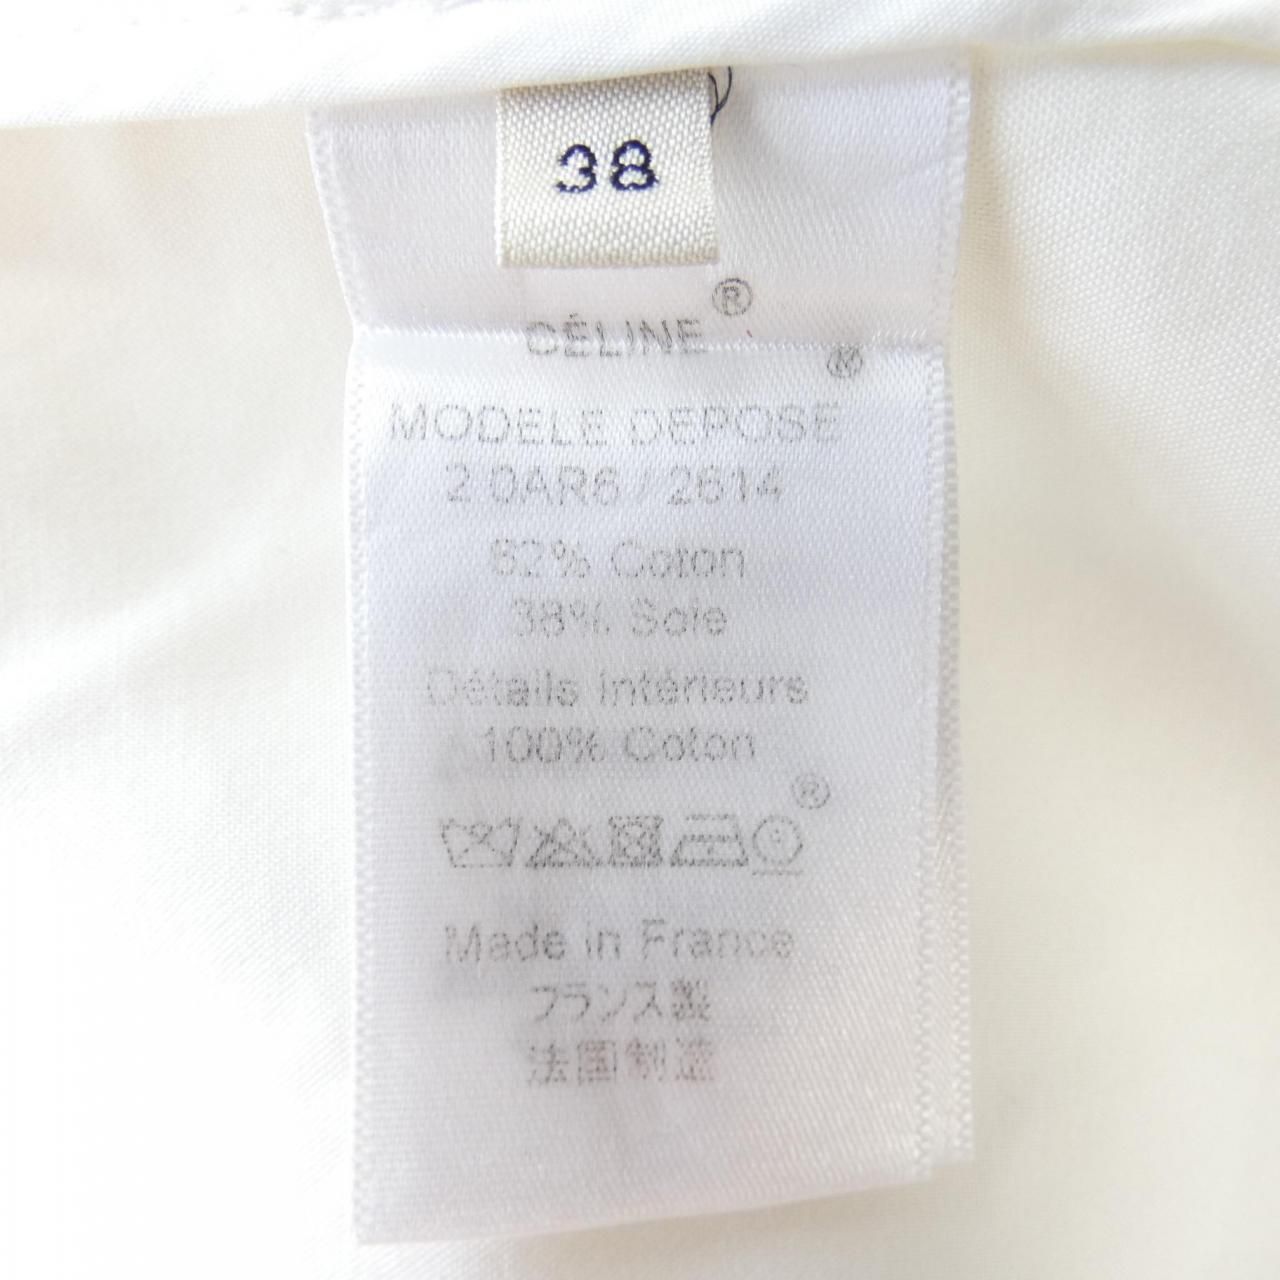 38
CÉLINE®
®
MODELE DEPOSE
2 0AR6 / 2614
62% Coton
38% Soie
Détails intérieurs
100% Coton
®
Made in France
フランス製
法国制造